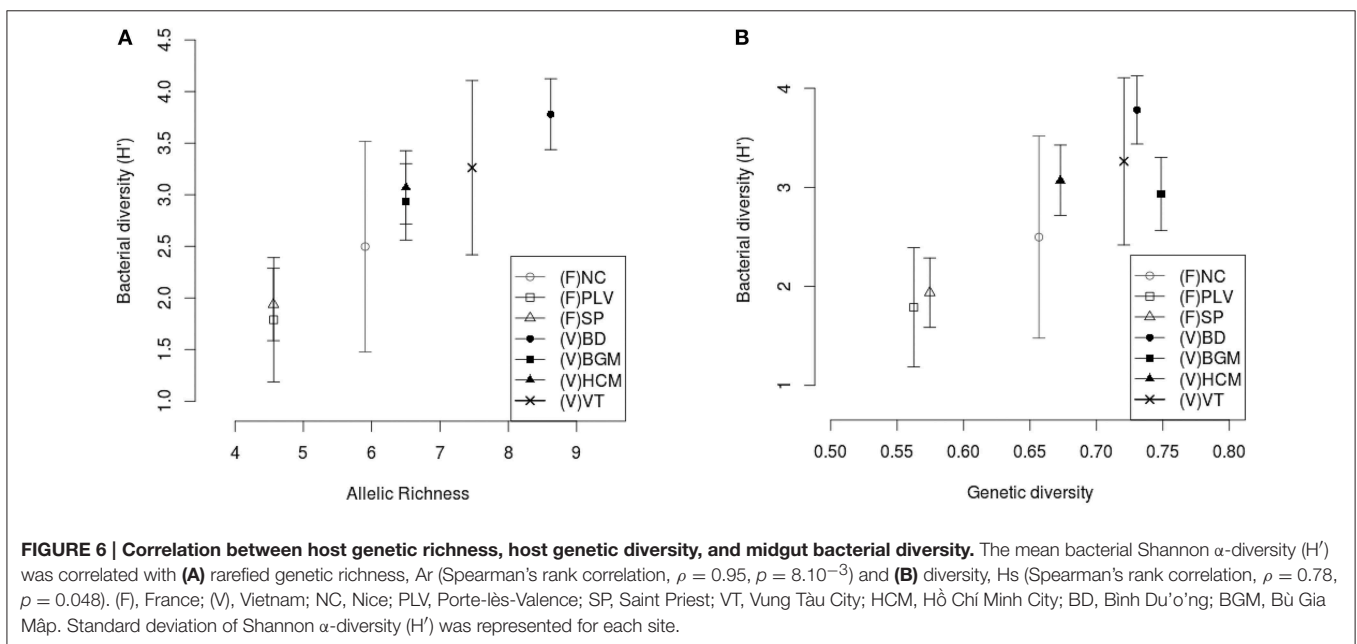 A
4.5
4.0
3.5
3.0
2.5
2.0
1.5
1.0
Bacterial diversity (H')
4 5 6 7 8 9
Allelic Richness
(F)NC
(F)PLV
(F)SP
(V)BD
(V)BGM
(V)HCM
(V)VT
B
4
3
2
1
Bacterial diversity (H')
0.50 0.55 0.60 0.65 0.70 0.75 0.80
Genetic diversity
(F)NC
(F)PLV
(F)SP
(V)BD
(V)BGM
(V)HCM
(V)VT
FIGURE 6 | Correlation between host genetic richness, host genetic diversity, and midgut bacterial diversity. The mean bacterial Shannon α-diversity (H′)
was correlated with (A) rarefied genetic richness, Ar (Spearman's rank correlation, ρ = 0.95, p = 8.10⁻³) and (B) diversity, Hs (Spearman's rank correlation, ρ = 0.78,
p = 0.048). (F), France; (V), Vietnam; NC, Nice; PLV, Porte-lès-Valence; SP, Saint Priest; VT, Vung Tàu City; HCM, Hồ Chí Minh City; BD, Bình Du'o'ng; BGM, Bù Gia
Mâp. Standard deviation of Shannon α-diversity (H′) was represented for each site.